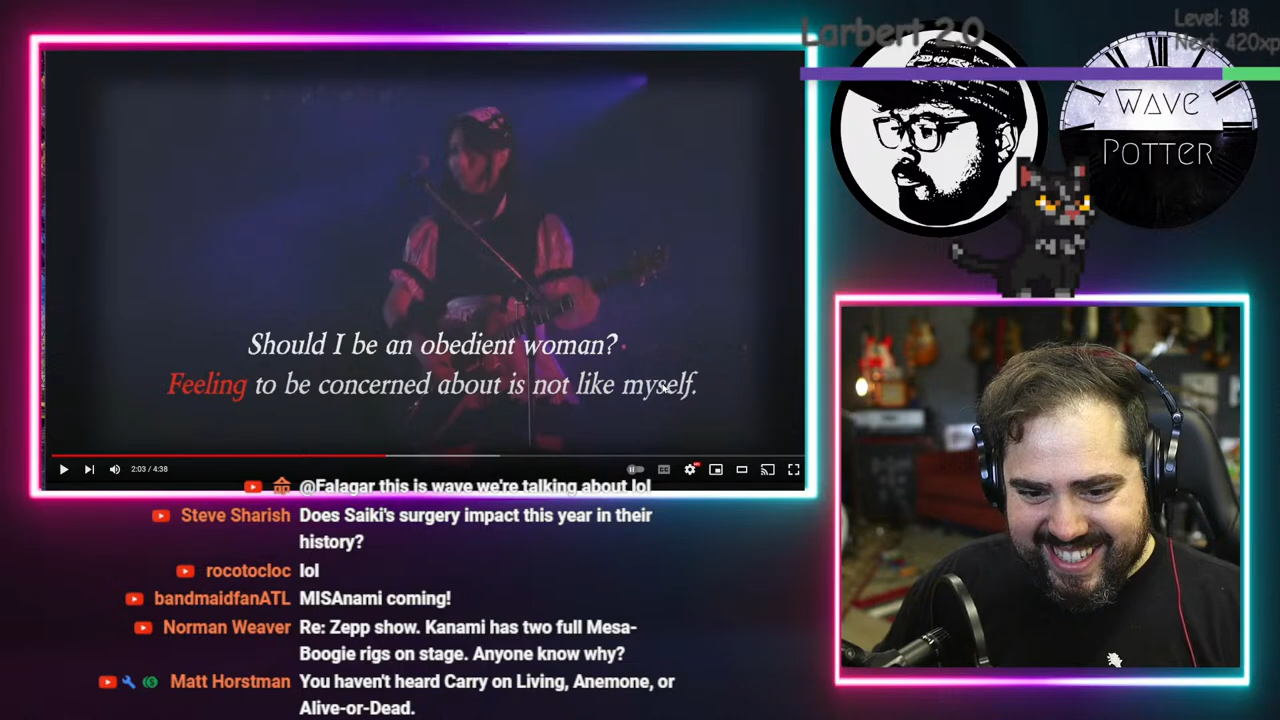 Larbert 2.0
Level: 18
Next: 420xp
WAVE
POTTER
Should I be an obedient woman?
Feeling to be concerned about is not like myself.
2:03 / 4:38
@Falagar this is wave we're talking about lol
Steve Sharish Does Saiki's surgery impact this year in their
history?
rocotocloc lol
bandmaidfanATL MISAnami coming!
Norman Weaver Re: Zepp show. Kanami has two full Mesa-
Boogie rigs on stage. Anyone know why?
Matt Horstman You haven't heard Carry on Living, Anemone, or
Alive-or-Dead.